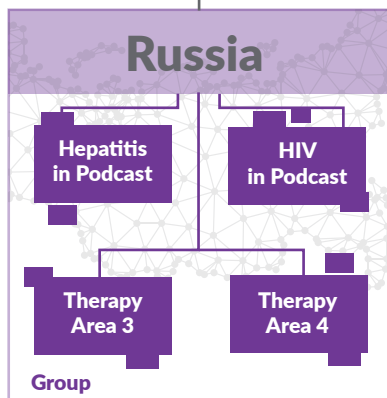 Russia
Hepatitis
in Podcast
HIV
in Podcast
Therapy
Area 3
Therapy
Area 4
Group